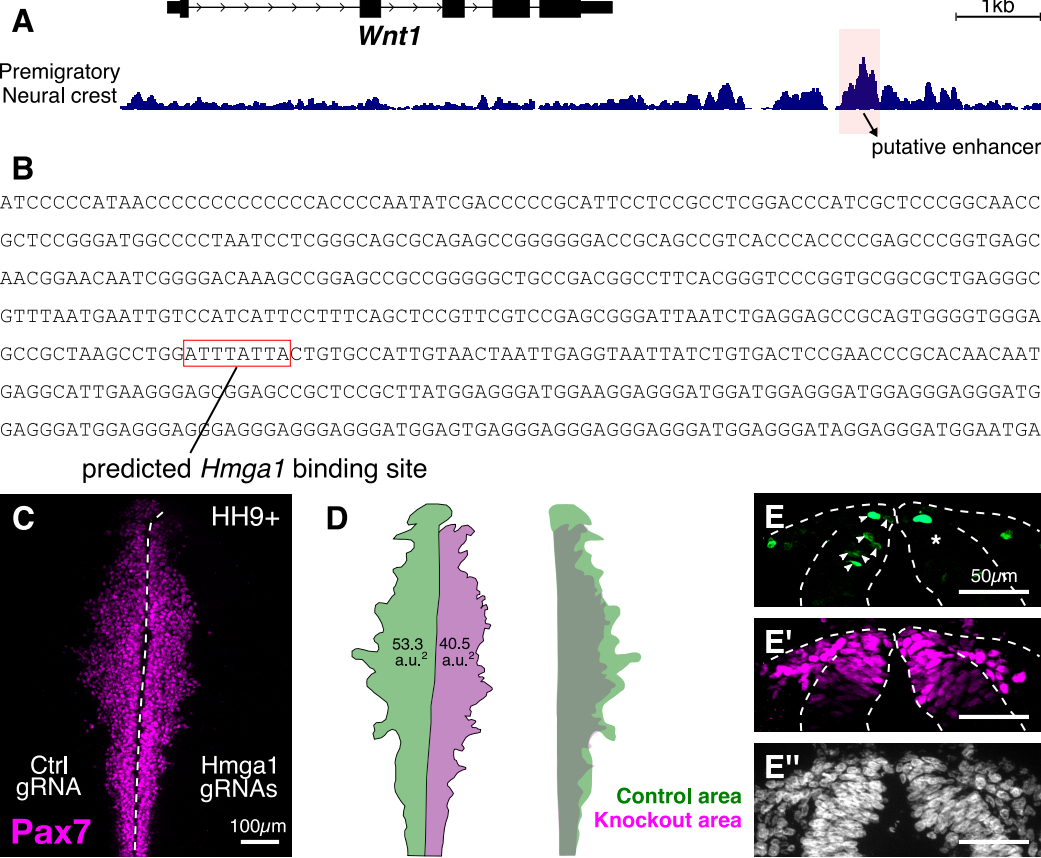 A
1kb
Wnt1
Premigratory
Neural crest
putative enhancer
B
ATCCCCCATAACCCCCCCCCCCCCACCCCAATATCGACCCCCGCATTCCTCCGCCTCGGACCCATCGCTCCCGGCAACC
GCTCCGGGATGGCCCCTAATCCTCGGGCAGCGCAGAGCCGGGGGGACCGCAGCCGTCACCCACCCCGAGCCCGGTGAGC
AACGGAACAATCGGGGACAAAGCCGGAGCCGCCGGGGGCTGCCGACGGCCTTCACGGGTCCCGGTGCGGCGCTGAGGGC
GTTTAATGAATTGTCCATCATTCCTTTCAGCTCCGTTCGTCCGAGCGGGATTAATCTGAGGAGCCGCAGTGGGGTGGGA
GCCGCTAAGCCTGGATTTATTACTGTGCCATTGTAACTAATTGAGGTAATTATCTGTGACTCCGAACCCGCACAACAAT
GAGGCATTGAAGGGAGCGGAGCCGCTCCGCTTATGGAGGGATGGAAGGAGGGATGGATGGAGGGATGGAGGGAGGGATG
GAGGGATGGAGGGAGGGAGGGAGGGAGGGATGGAGTGAGGGAGGGAGGGAGGGATGGAGGGATAGGAGGGATGGAATGA
predicted Hmga1 binding site
C
HH9+
Ctrl
gRNA
Hmga1
gRNAs
Pax7
100µm
D
53.3
a.u.²
40.5
a.u.²
Control area
Knockout area
E
*
50µm
E'
E"